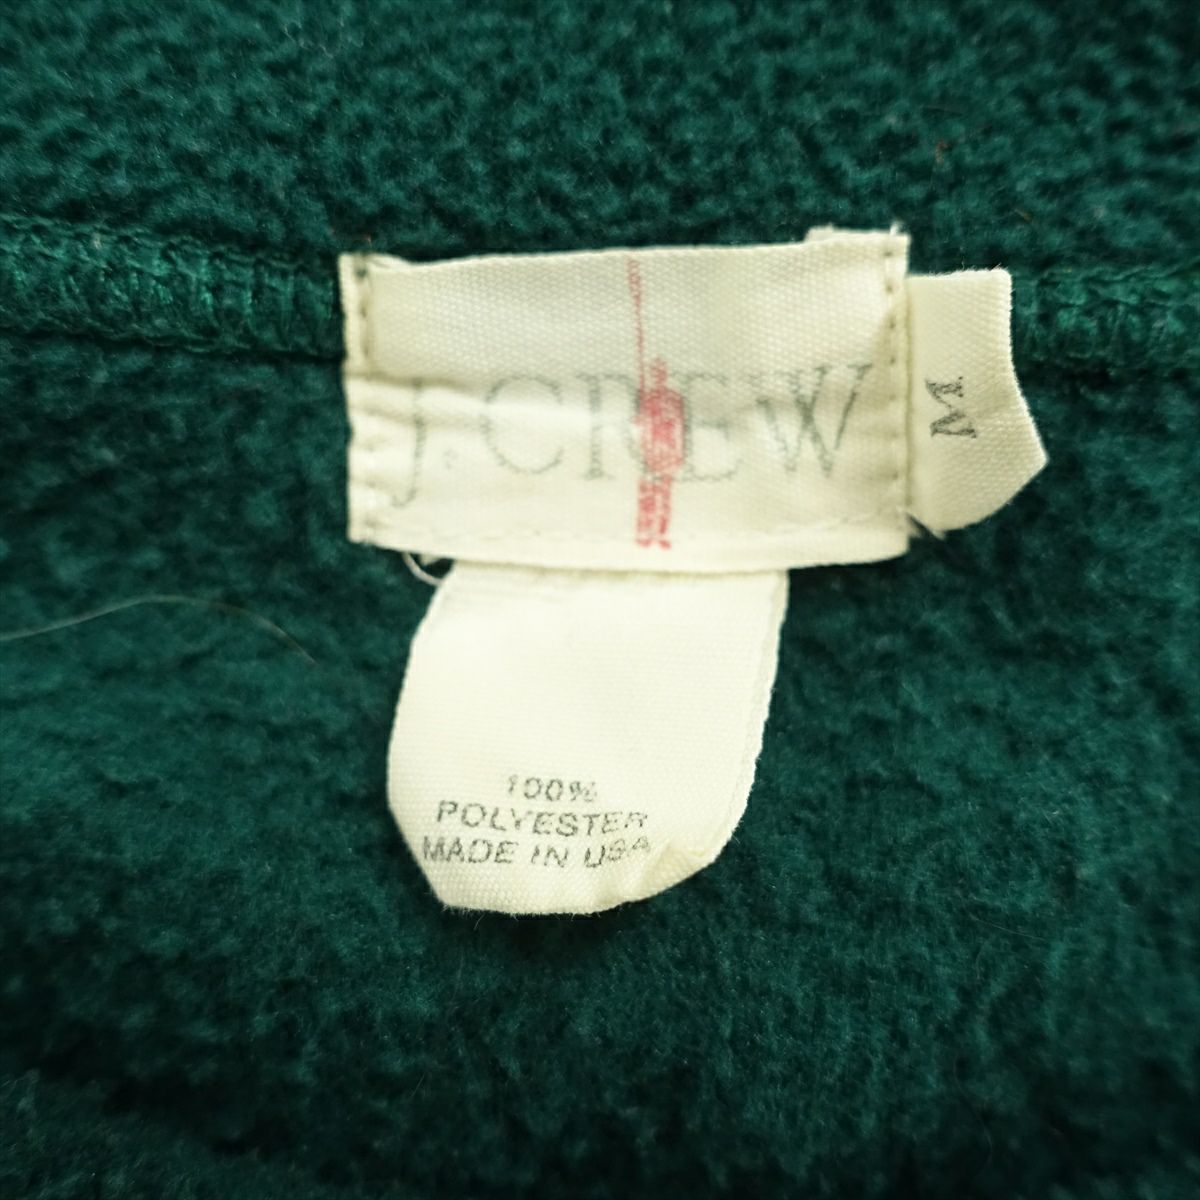 J.CREW
M
100%
POLYESTER
MADE IN USA